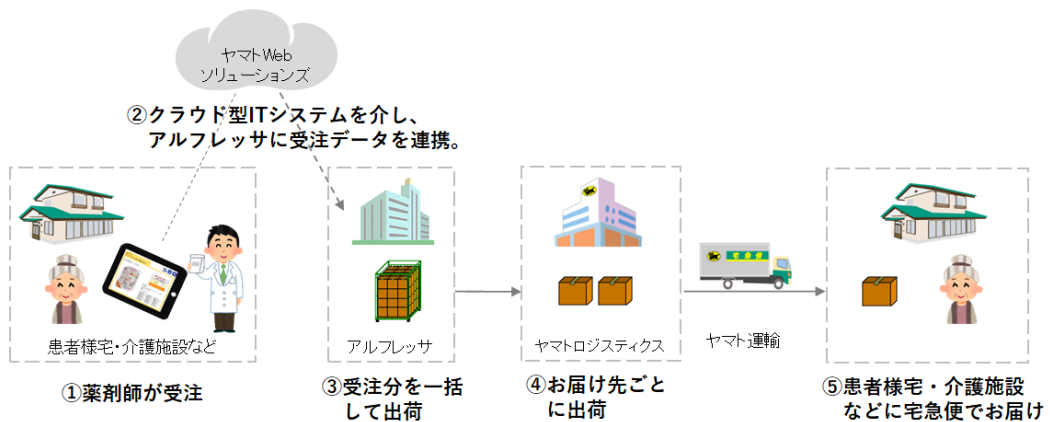 ヤマトWeb
ソリューションズ
②クラウド型ITシステムを介し、
アルフレッサに受注データを連携。
患者様宅・介護施設など
アルフレッサ
ヤマトロジスティクス
宅急便
ヤマト運輸
①薬剤師が受注
③受注分を一括
して出荷
④お届け先ごと
に出荷
⑤患者様宅・介護施設
などに宅急便でお届け